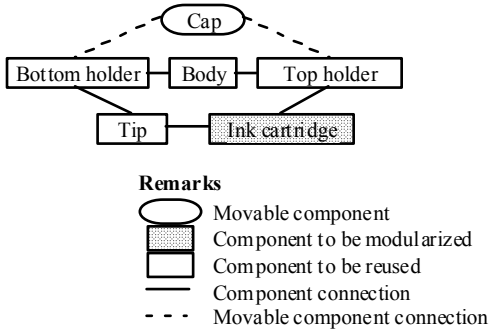 Cap
Bottom holder Body Top holder
Tip Ink cartridge
Remarks
Movable component
Component to be modularized
Component to be reused
Component connection
Movable component connection